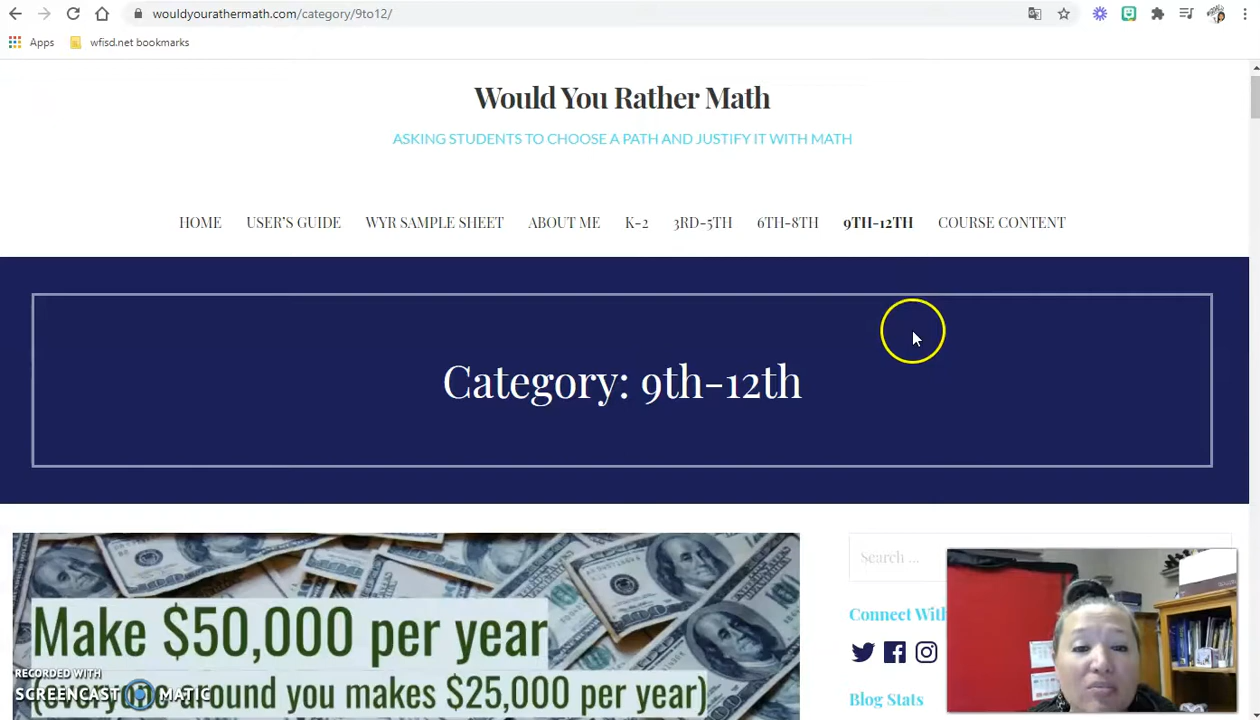 wouldyourathermath.com/category/9to12/
Apps
wfisd.net bookmarks
Would You Rather Math
ASKING STUDENTS TO CHOOSE A PATH AND JUSTIFY IT WITH MATH
HOME USER'S GUIDE WYR SAMPLE SHEET ABOUT ME K-2 3RD-5TH 6TH-8TH 9TH-12TH COURSE CONTENT
Category: 9th-12th
Make $50,000 per year
round you makes $25,000 per year)
RECORDED WITH
SCREENCAST MATIC
Search ...
Connect With
Blog Stats